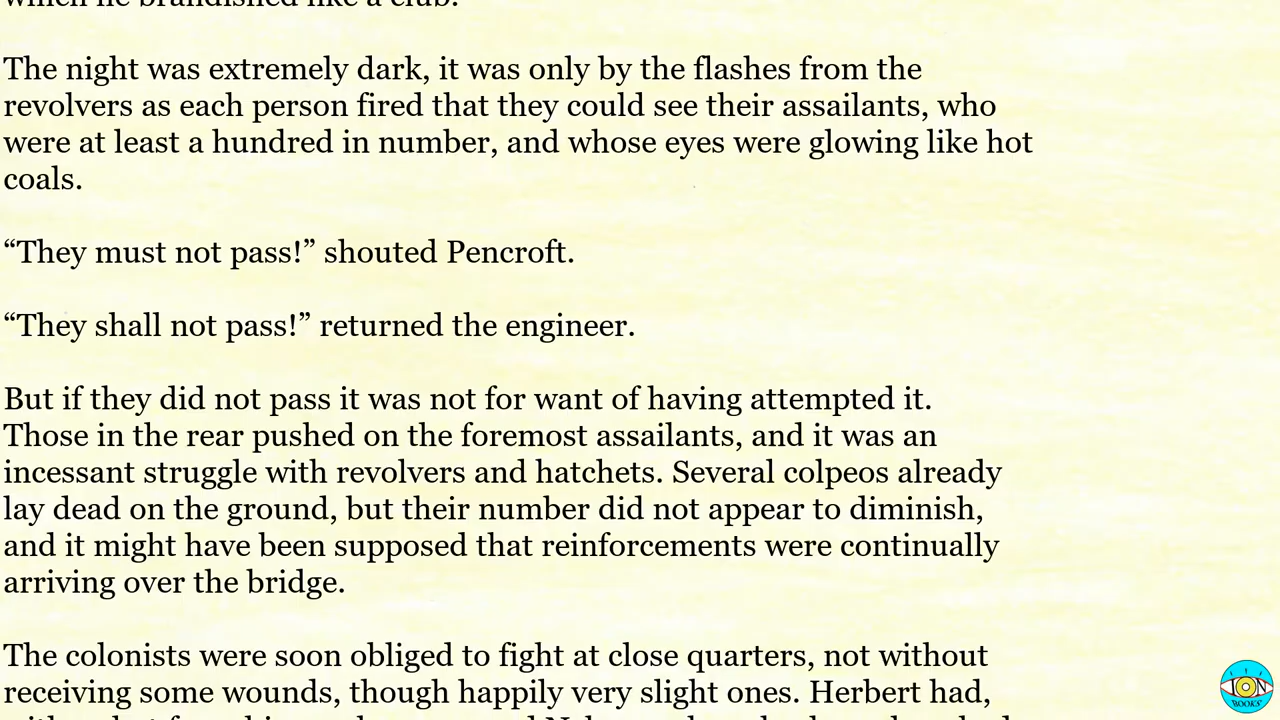 which he brandished like a club.
The night was extremely dark, it was only by the flashes from the
revolvers as each person fired that they could see their assailants, who
were at least a hundred in number, and whose eyes were glowing like hot
coals.
“They must not pass!” shouted Pencroft.
“They shall not pass!” returned the engineer.
But if they did not pass it was not for want of having attempted it.
Those in the rear pushed on the foremost assailants, and it was an
incessant struggle with revolvers and hatchets. Several colpeos already
lay dead on the ground, but their number did not appear to diminish,
and it might have been supposed that reinforcements were continually
arriving over the bridge.
The colonists were soon obliged to fight at close quarters, not without
receiving some wounds, though happily very slight ones. Herbert had,
ION
BOOKS